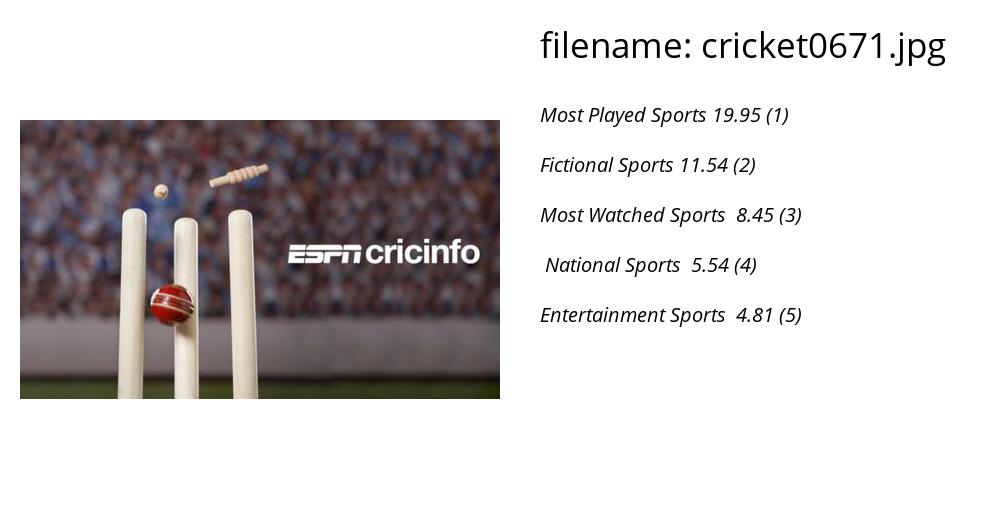 filename: cricket0671.jpg
Most Played Sports 19.95 (1)
Fictional Sports 11.54 (2)
Most Watched Sports 8.45 (3)
National Sports 5.54 (4)
Entertainment Sports 4.81 (5)
ESPN cricinfo